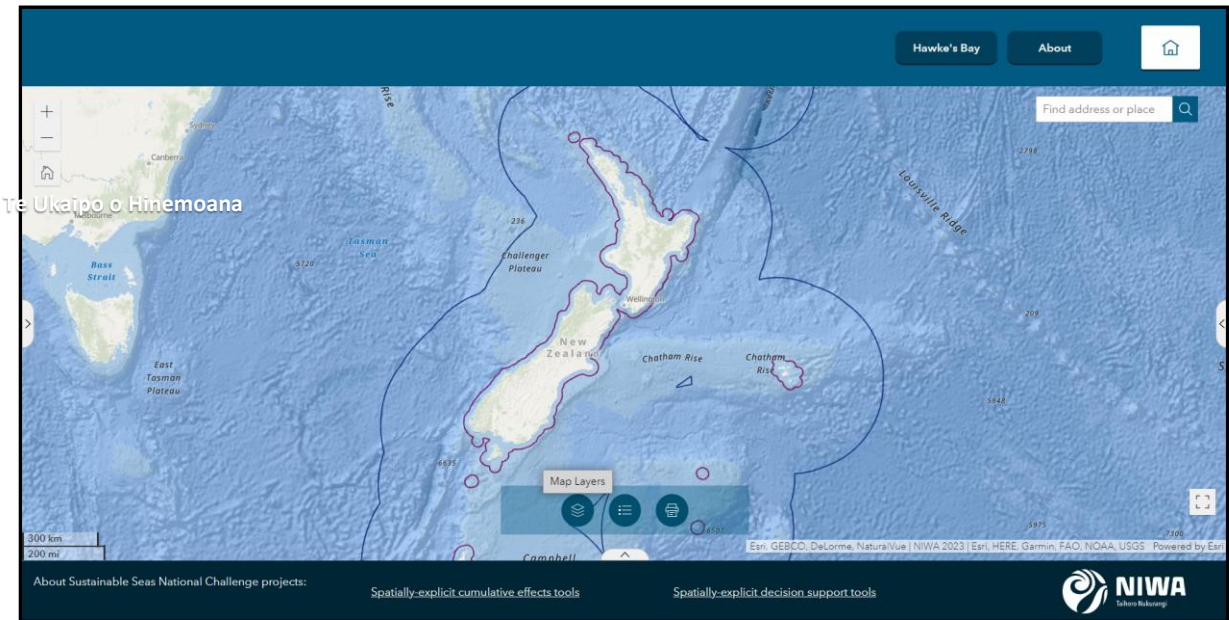 Hawke's Bay
About
Find address or place
Rise
Sydney
Canberra
Te Ukaipo o Hinemoana
Melbourne
Bass
Strait
Tasman
Sea
5720
236
Challenger
Plateau
Wellington
New
Zealand
Chatham Rise
Chatham
Rise
Louisville Ridge
2798
209
5848
East
Tasman
Plateau
6635
Map Layers
Campbell
5975
7300
300 km
200 mi
Esri, GEBCO, DeLorme, NaturalVue | NIWA 2023 | Esri, HERE, Garmin, FAO, NOAA, USGS Powered by Esri
About Sustainable Seas National Challenge projects:
Spatially-explicit cumulative effects tools
Spatially-explicit decision support tools
NIWA
Taihoro Nukurangi